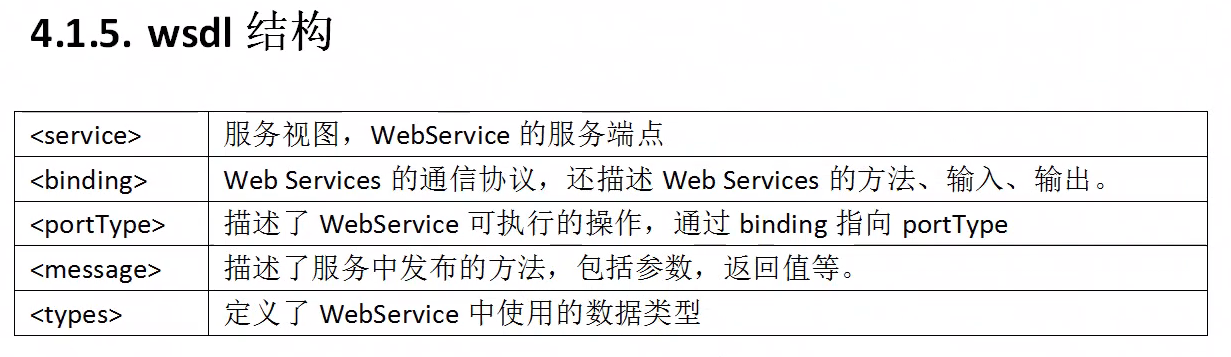 4.1.5. wsdl 结构
<service> 服务视图，WebService 的服务端点
<binding> Web Services 的通信协议，还描述 Web Services 的方法、输入、输出。
<portType> 描述了 WebService 可执行的操作，通过 binding 指向 portType
<message> 描述了服务中发布的方法，包括参数，返回值等。
<types> 定义了 WebService 中使用的数据类型